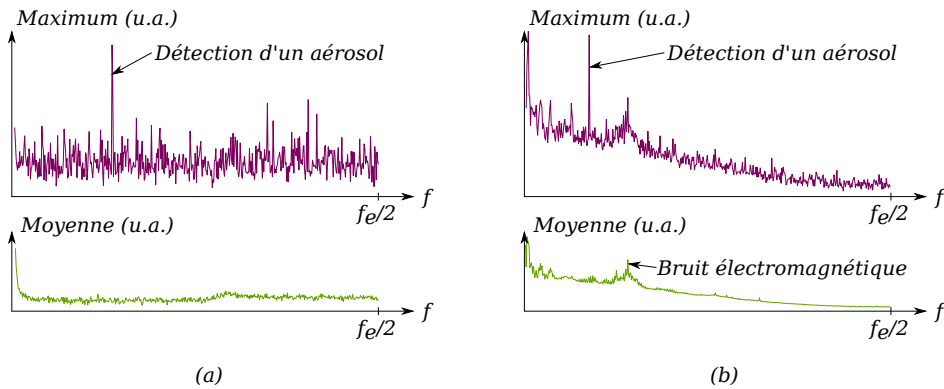 Maximum (u.a.)
Détection d'un aérosol
f
fe/2
Moyenne (u.a.)
f
fe/2
(a)
Maximum (u.a.)
Détection d'un aérosol
f
fe/2
Moyenne (u.a.)
Bruit électromagnétique
f
fe/2
(b)